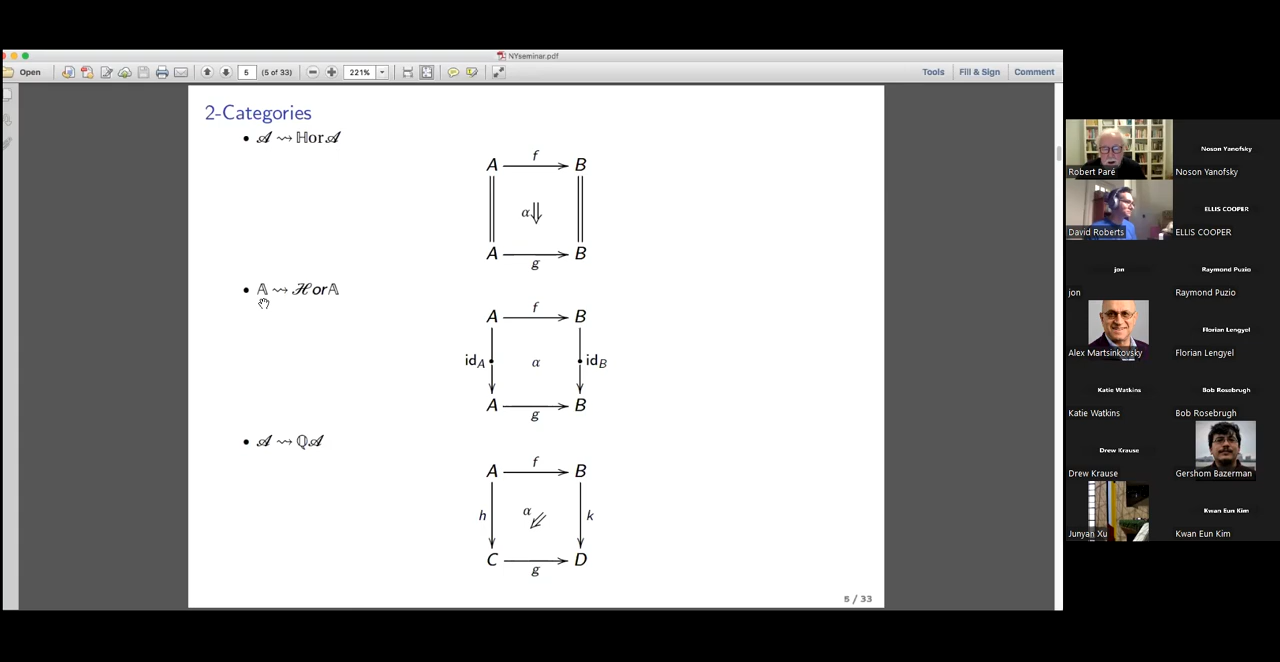 NYseminar.pdf
Open
5
(5 of 33)
221%
Tools
Fill & Sign
Comment
2-Categories
• 𝒜 ⇝ ℍor𝒜
A f B
α
A g B
• 𝔸 ⇝ ℋor𝔸
A f B
id_A α id_B
A g B
• 𝒜 ⇝ ℚ𝒜
A f B
h α k
C g D
5 / 33
Robert Paré
Noson Yanofsky
Noson Yanofsky
David Roberts
ELLIS COOPER
ELLIS COOPER
jon
jon
Raymond Puzio
Raymond Puzio
Alex Martsinkovsky
Florian Lengyel
Florian Lengyel
Katie Watkins
Katie Watkins
Bob Rosebrugh
Bob Rosebrugh
Drew Krause
Drew Krause
Gershom Bazerman
Junyan Xu
Kwan Eun Kim
Kwan Eun Kim